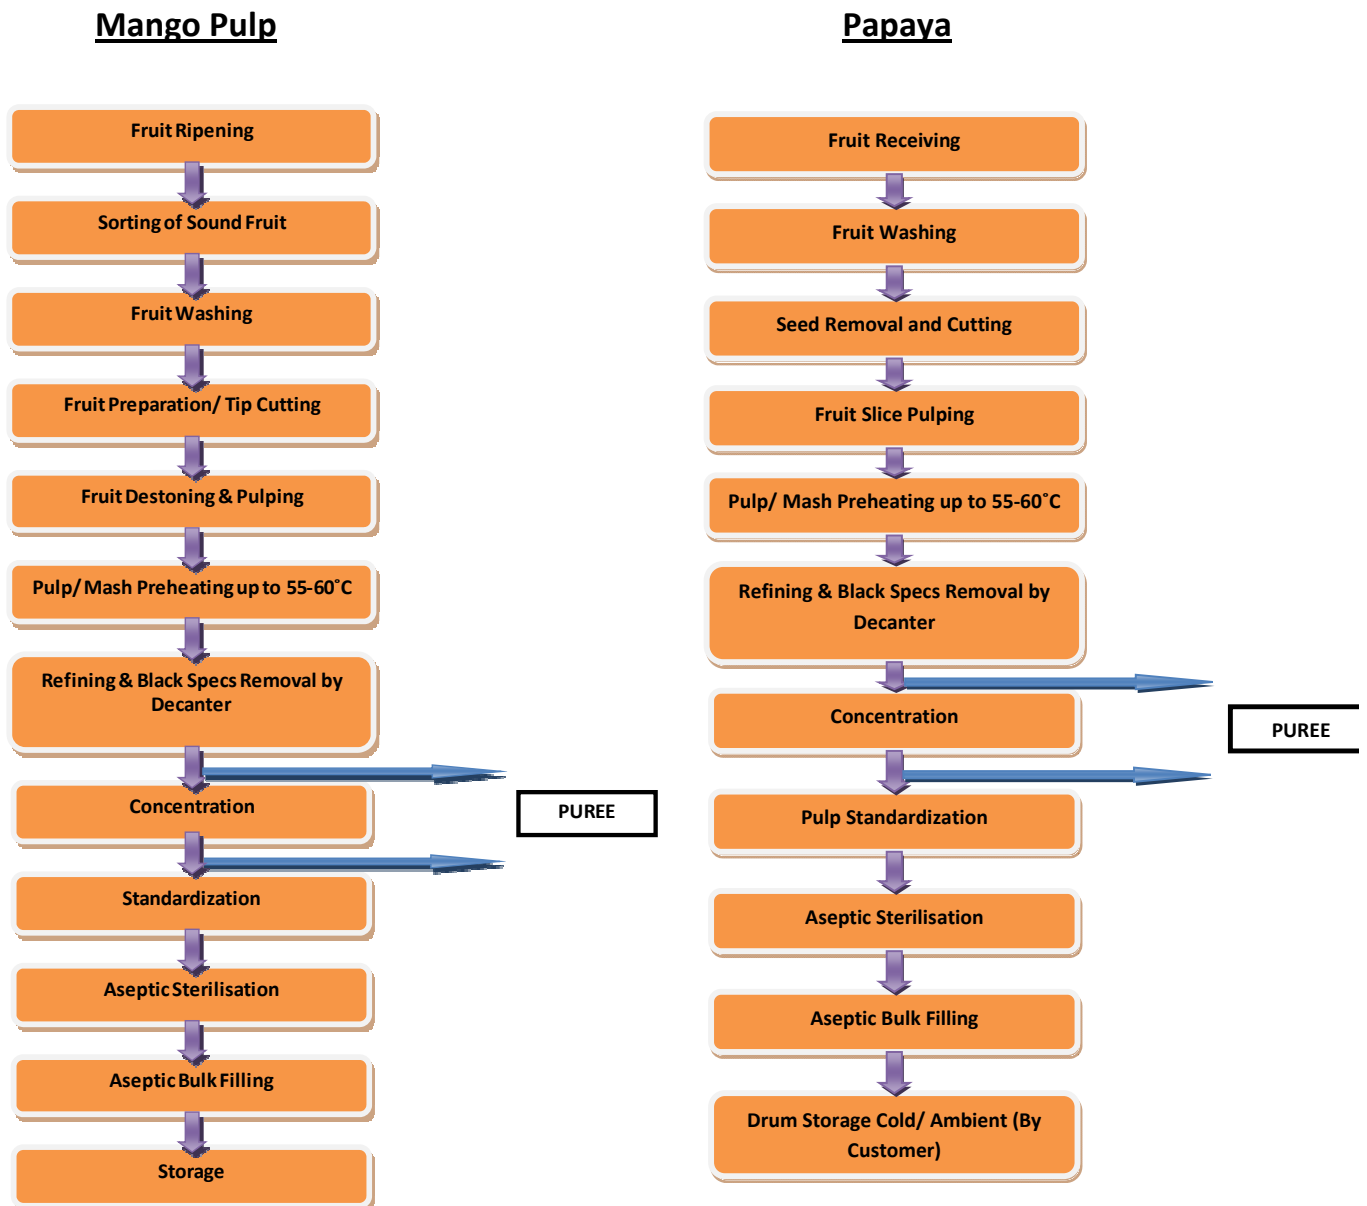 Mango Pulp
Fruit Ripening
Sorting of Sound Fruit
Fruit Washing
Fruit Preparation/ Tip Cutting
Fruit Destoning & Pulping
Pulp/ Mash Preheating up to 55-60˚C
Refining & Black Specs Removal by
Decanter
Concentration
PUREE
Standardization
Aseptic Sterilisation
Aseptic Bulk Filling
Storage
Papaya
Fruit Receiving
Fruit Washing
Seed Removal and Cutting
Fruit Slice Pulping
Pulp/ Mash Preheating up to 55-60˚C
Refining & Black Specs Removal by
Decanter
Concentration
PUREE
Pulp Standardization
Aseptic Sterilisation
Aseptic Bulk Filling
Drum Storage Cold/ Ambient (By
Customer)